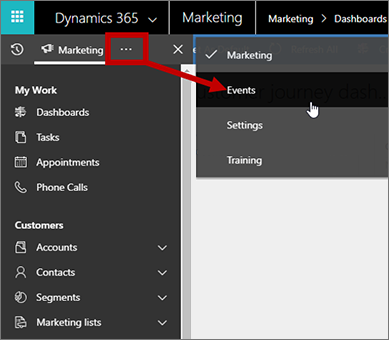 Dynamics 365 Marketing Marketing > Dashboards
Marketing ...
Marketing
Events
Settings
Training
My Work
Dashboards
Tasks
Appointments
Phone Calls
Customers
Accounts
Contacts
Segments
Marketing lists